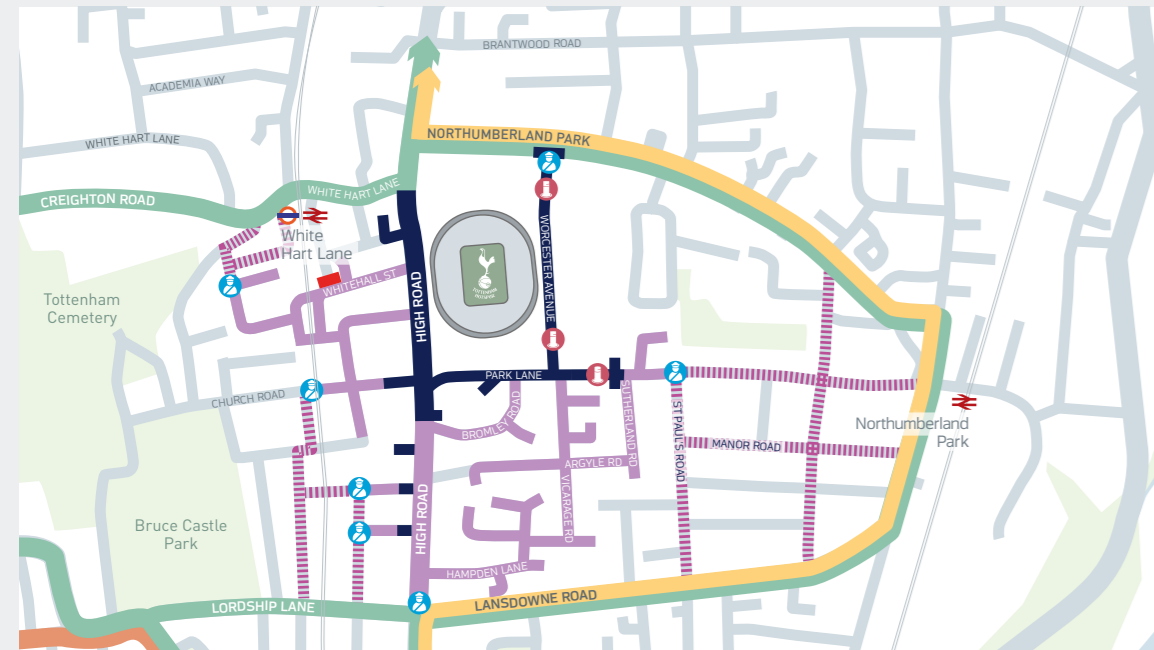 BRANTWOOD ROAD
ACADEMIA WAY
WHITE HART LANE
NORTHUMBERLAND PARK
CREIGHTON ROAD
WHITE HART LANE
White
Hart Lane
WORCESTER AVENUE
HIGH ROAD
WHITEHALL ST
TOTTENHAM
HOTSPUR
Tottenham
Cemetery
PARK LANE
CHURCH ROAD
BROMLEY ROAD
SUTHERLAND RD
ST PAUL'S ROAD
Northumberland
Park
MANOR ROAD
ARGYLE RD
VICARAGE RD
HIGH ROAD
Bruce Castle
Park
HAMPDEN LANE
LORDSHIP LANE
LANSDOWNE ROAD